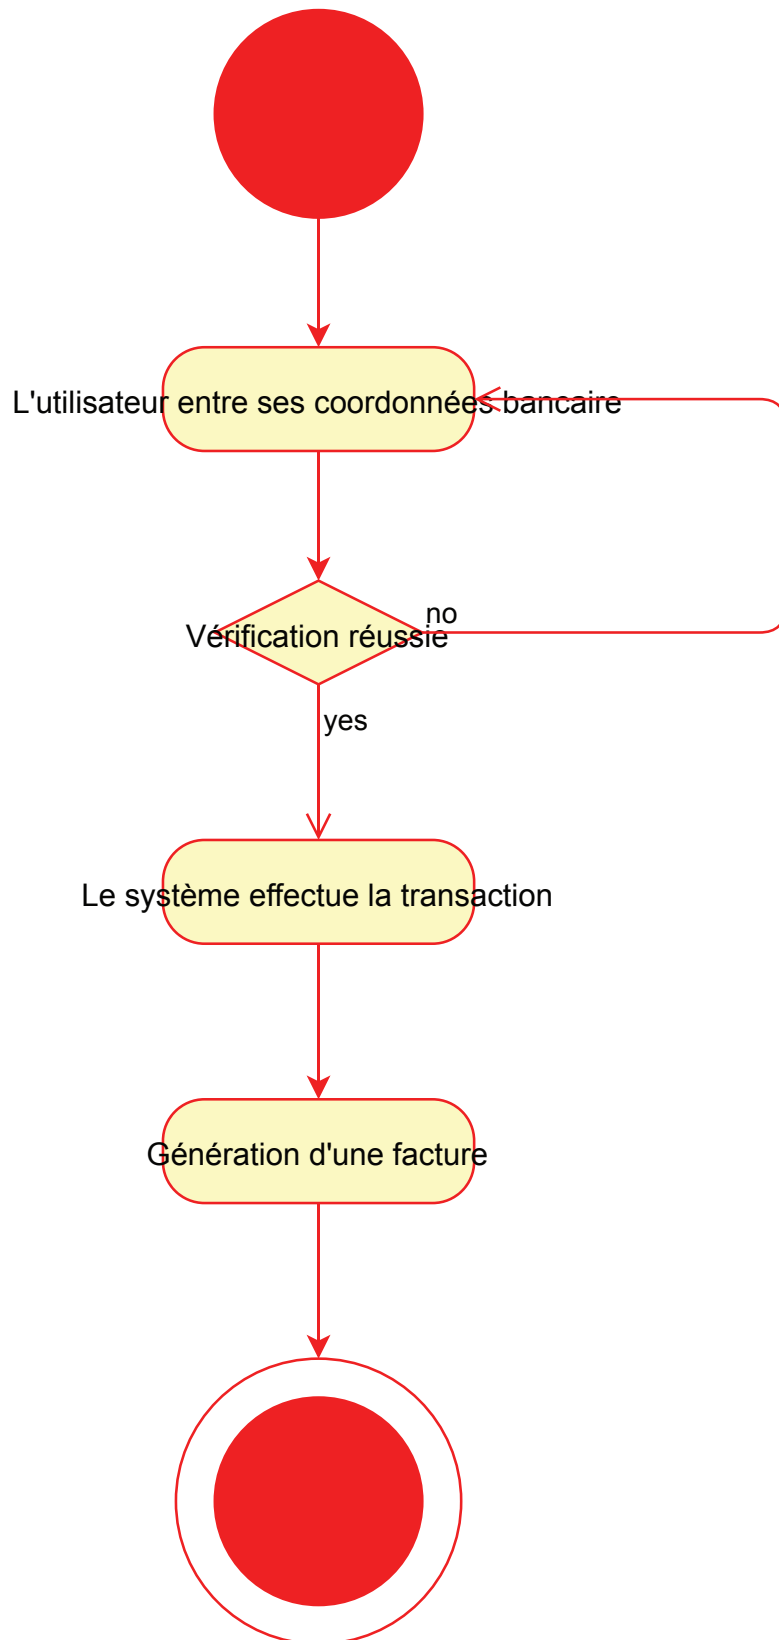 L'utilisateur entre ses coordonnées bancaire
Vérification réussie
no
yes
Le système effectue la transaction
Génération d'une facture